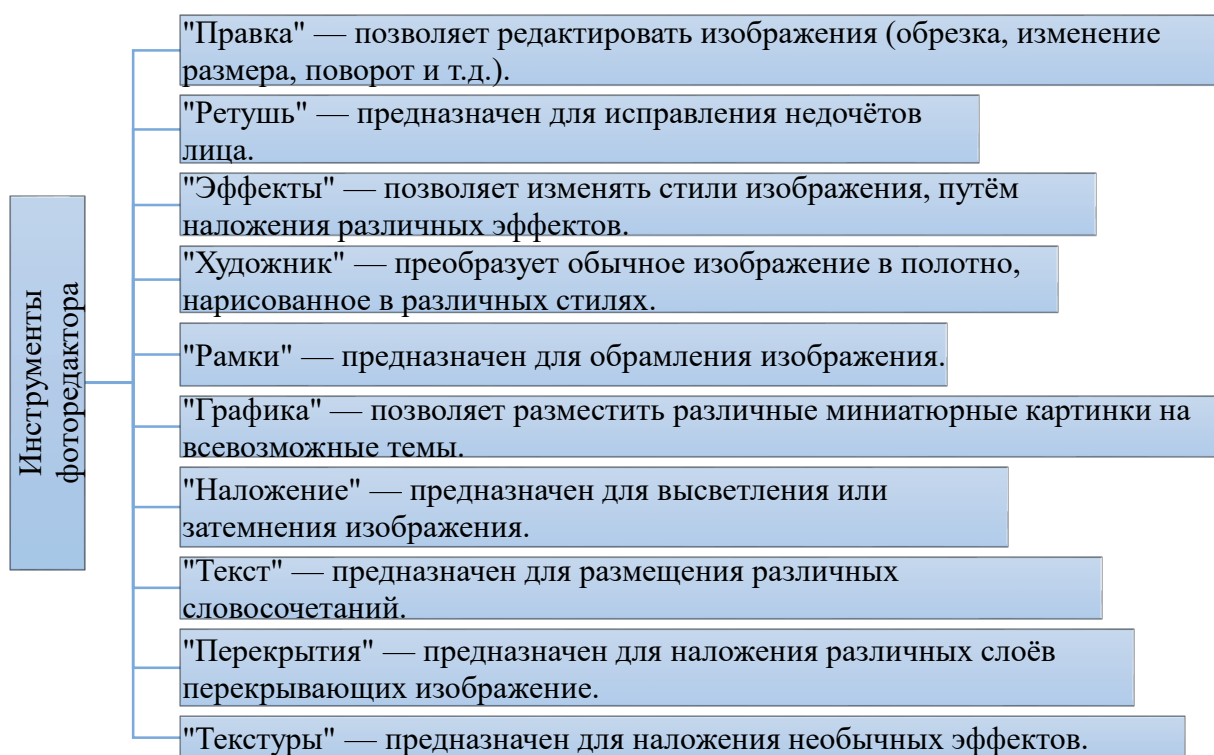 Инструменты
фоторедактора
"Правка" — позволяет редактировать изображения (обрезка, изменение
размера, поворот и т.д.).
"Ретушь" — предназначен для исправления недочётов
лица.
"Эффекты" — позволяет изменять стили изображения, путём
наложения различных эффектов.
"Художник" — преобразует обычное изображение в полотно,
нарисованное в различных стилях.
"Рамки" — предназначен для обрамления изображения.
"Графика" — позволяет разместить различные миниатюрные картинки на
всевозможные темы.
"Наложение" — предназначен для высветления или
затемнения изображения.
"Текст" — предназначен для размещения различных
словосочетаний.
"Перекрытия" — предназначен для наложения различных слоёв
перекрывающих изображение.
"Текстуры" — предназначен для наложения необычных эффектов.